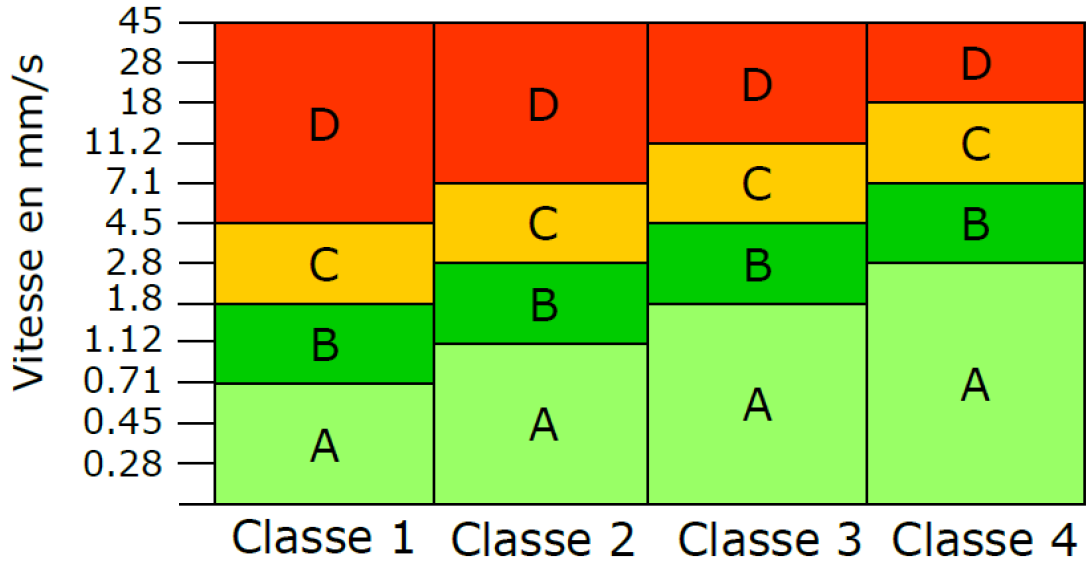 Vitesse en mm/s
45
28
18
11.2
7.1
4.5
2.8
1.8
1.12
0.71
0.45
0.28
D
C
B
A
D
C
B
A
D
C
B
A
D
C
B
A
Classe 1
Classe 2
Classe 3
Classe 4